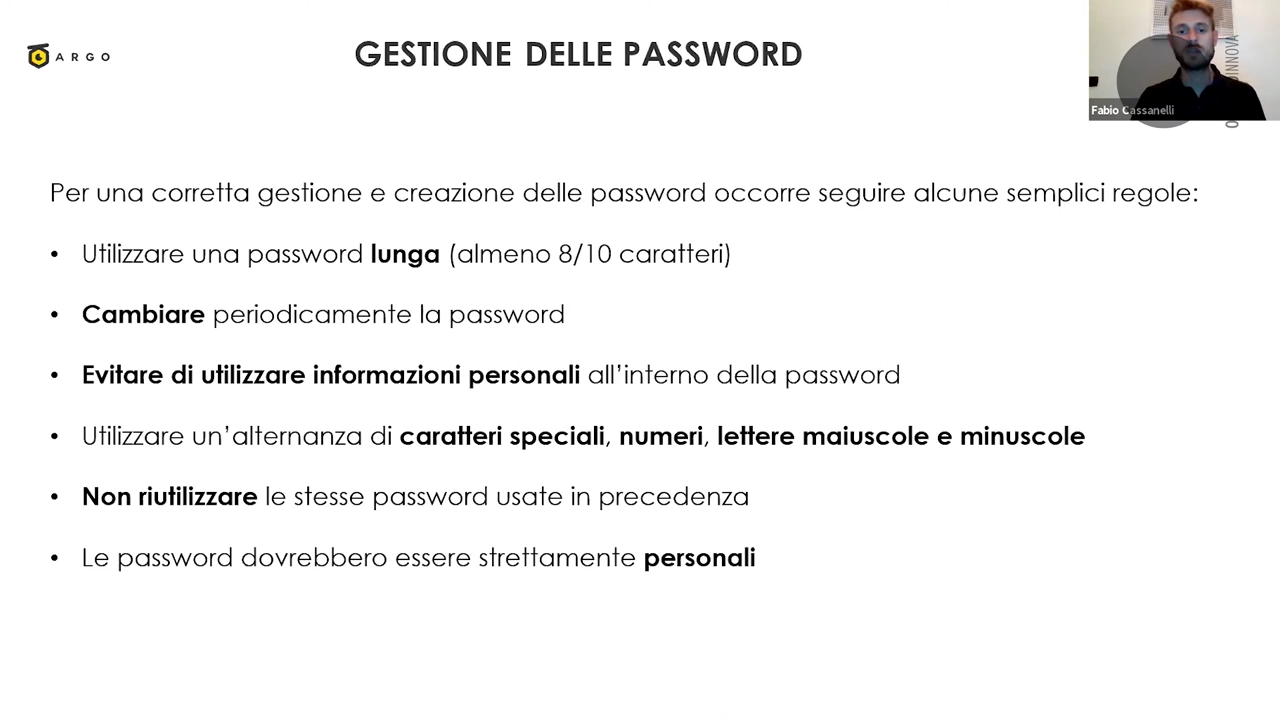 ARGO
GESTIONE DELLE PASSWORD
Fabio Cassanelli
Per una corretta gestione e creazione delle password occorre seguire alcune semplici regole:
• Utilizzare una password lunga (almeno 8/10 caratteri)
• Cambiare periodicamente la password
• Evitare di utilizzare informazioni personali all’interno della password
• Utilizzare un’alternanza di caratteri speciali, numeri, lettere maiuscole e minuscole
• Non riutilizzare le stesse password usate in precedenza
• Le password dovrebbero essere strettamente personali